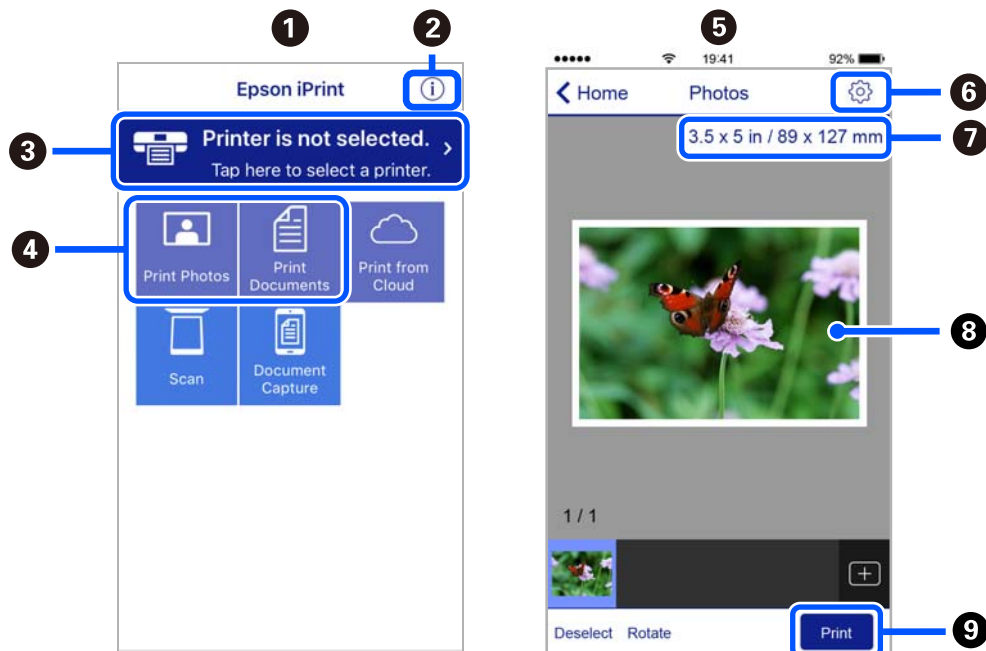 1
2
Epson iPrint
i
3
Printer is not selected.
Tap here to select a printer.
4
Print Photos
Print
Documents
Print from
Cloud
Scan
Document
Capture
5
19:41
92%
Home
Photos
6
3.5 x 5 in / 89 x 127 mm
7
8
1 / 1
Deselect Rotate
Print
9